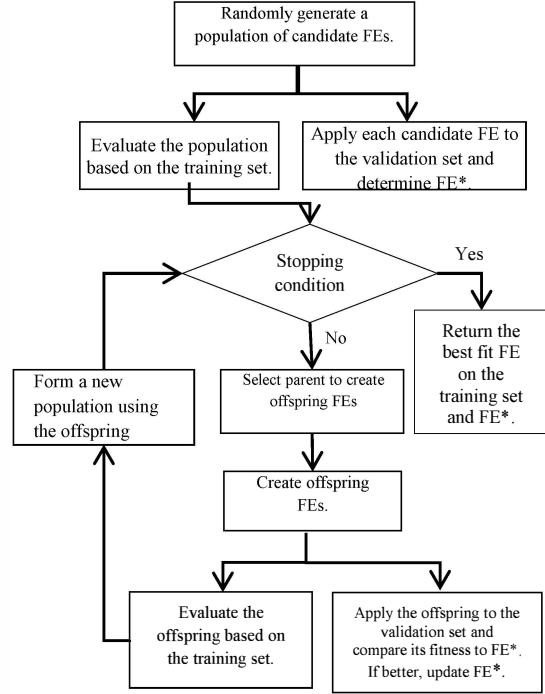 Randomly generate a
population of candidate FEs.
Evaluate the population
based on the training set.
Apply each candidate FE to
the validation set and
determine FE*.
Stopping
condition
Yes
No
Return the
best fit FE
on the
training set
and FE*.
Form a new
population using
the offspring
Select parent to create
offspring FEs
Create offspring
FEs.
Evaluate the
offspring based on
the training set.
Apply the offspring to the
validation set and
compare its fitness to FE*.
If better, update FE*.